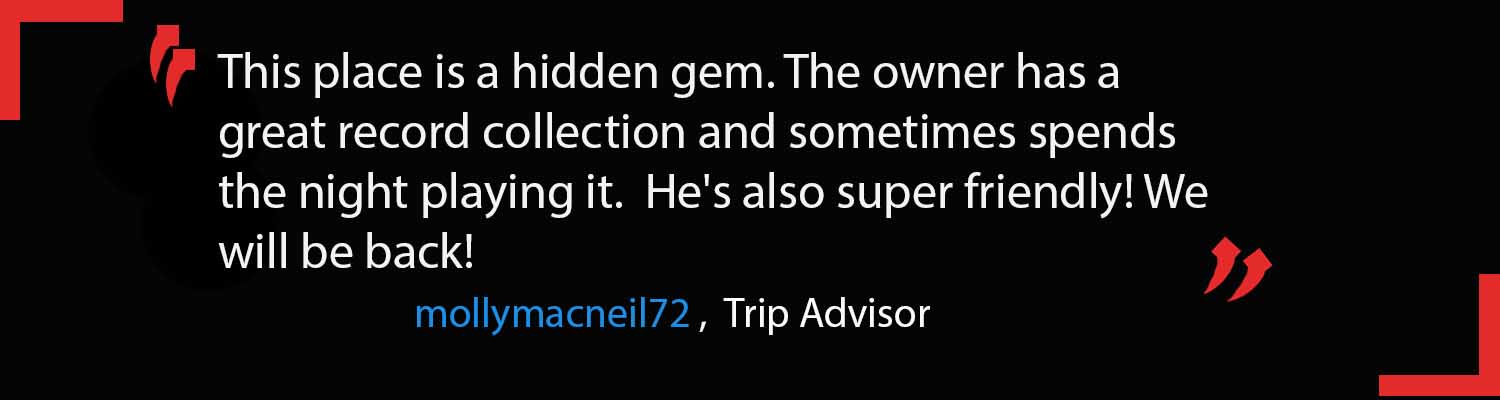 This place is a hidden gem. The owner has a
great record collection and sometimes spends
the night playing it.  He's also super friendly! We
will be back!
mollymacneil72 ,  Trip Advisor